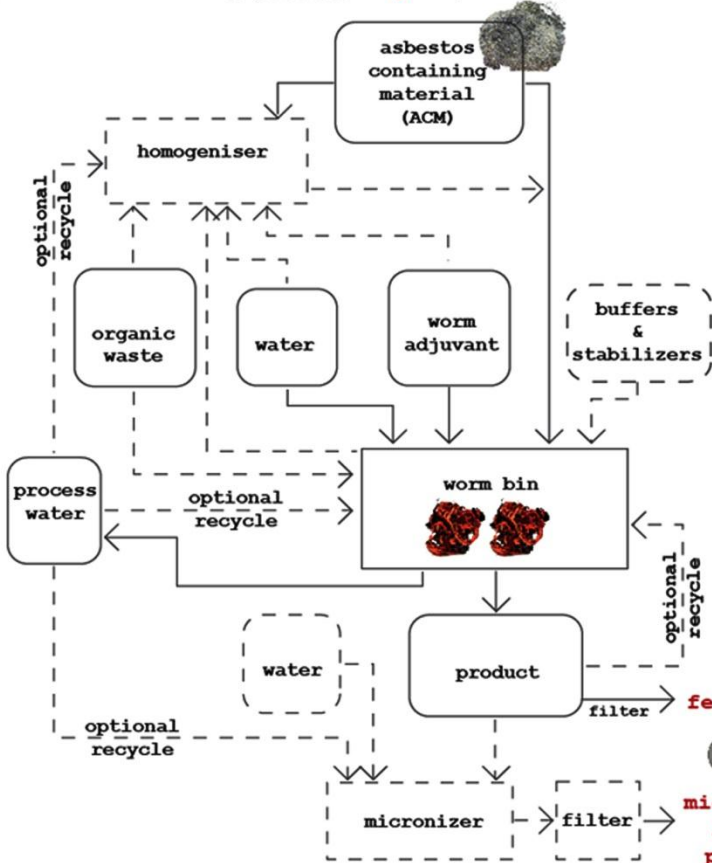 asbestos
containing
material
(ACM)
homogeniser
optional
recycle
organic
waste
water
worm
adjuvant
buffers
&
stabilizers
process
water
optional
recycle
worm bin
optional
recycle
water
product
filter
fe
optional
recycle
micronizer
filter
mi
p